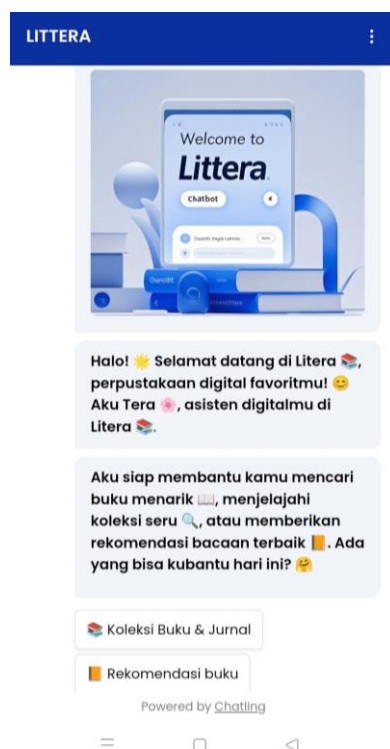 LITTERA
Welcome to
Littera.
Chatbot
Halo! 🌟 Selamat datang di Litera 📚,
perpustakaan digital favoritmu! 😊
Aku Tera 🌸, asisten digitalmu di
Litera 📚.
Aku siap membantu kamu mencari
buku menarik 📖, menjelajahi
koleksi seru 🔍, atau memberikan
rekomendasi bacaan terbaik 📙. Ada
yang bisa kubantu hari ini? 🤗
📚 Koleksi Buku & Jurnal
📙 Rekomendasi buku
Powered by Chatling